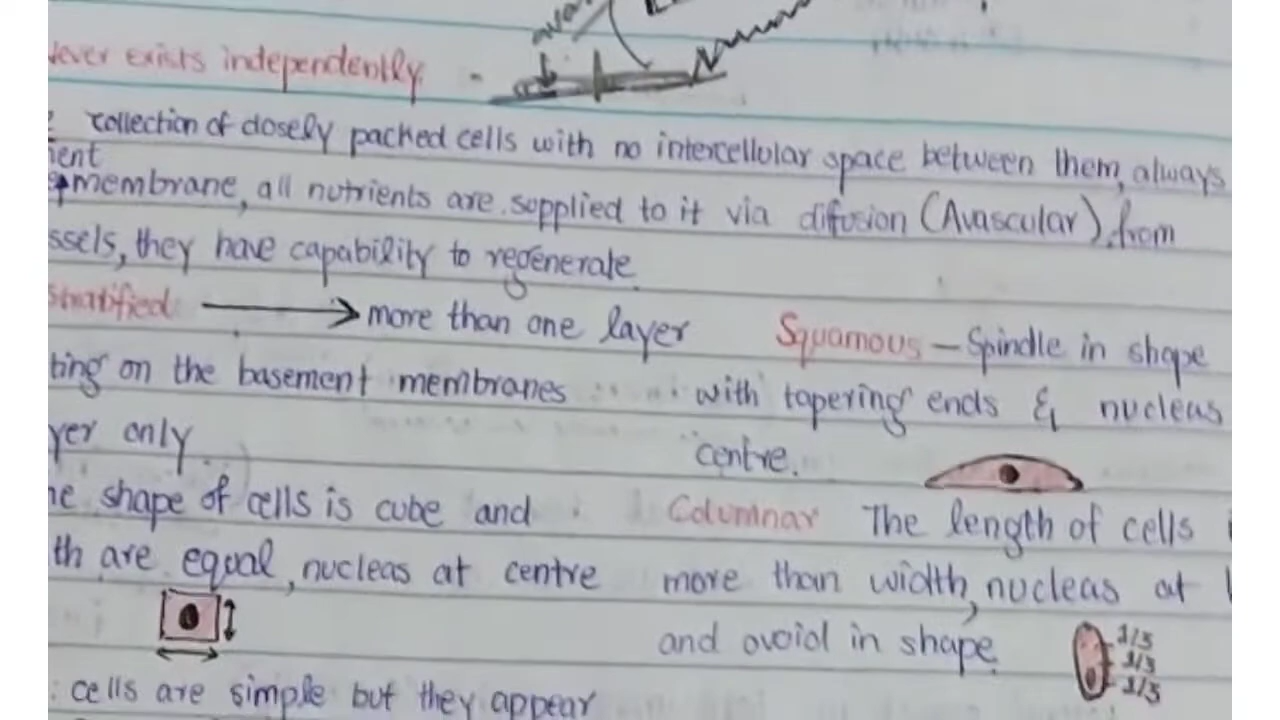 never exists independently.
collection of closely packed cells with no intercellular space between them, always
ient
membrane, all nutrients are supplied to it via diffusion (Avascular), from
ssels, they have capability to regenerate.
Stratified → more than one layer
Squamous — Spindle in shape
ting on the basement membranes
with tapering ends & nucleus
yer only.
centre.
he shape of cells is cube and
Columnar The length of cells
th are equal, nucleas at centre
more than width, nucleas at
and ovoid in shape.
1/3
1/3
1/3
: cells are simple but they appear